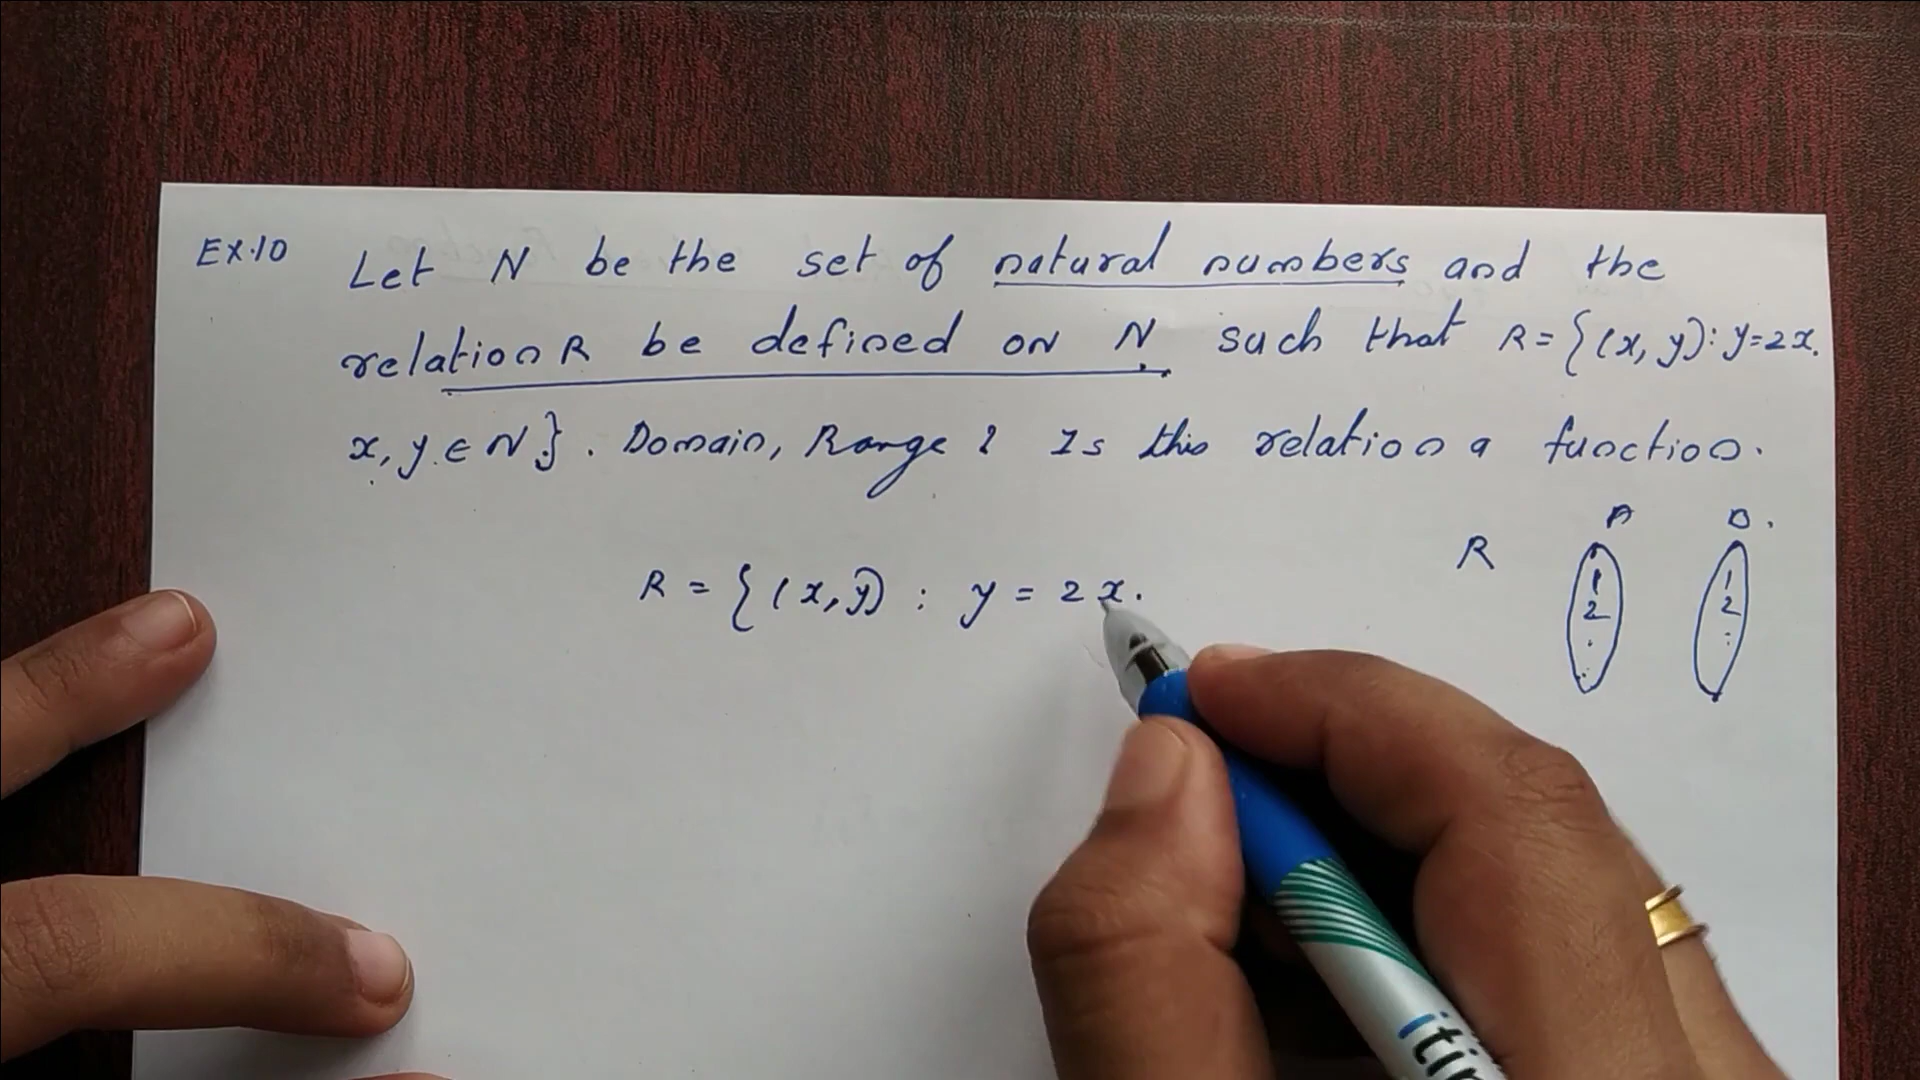 Ex.10 Let N be the set of natural numbers and the
relation R be defined on N such that R = {(x, y): y=2x,
x, y ∈ N}. Domain, Range ? Is this relation a function.
R = {(x, y) : y = 2x.
R
A
1
2
1
2